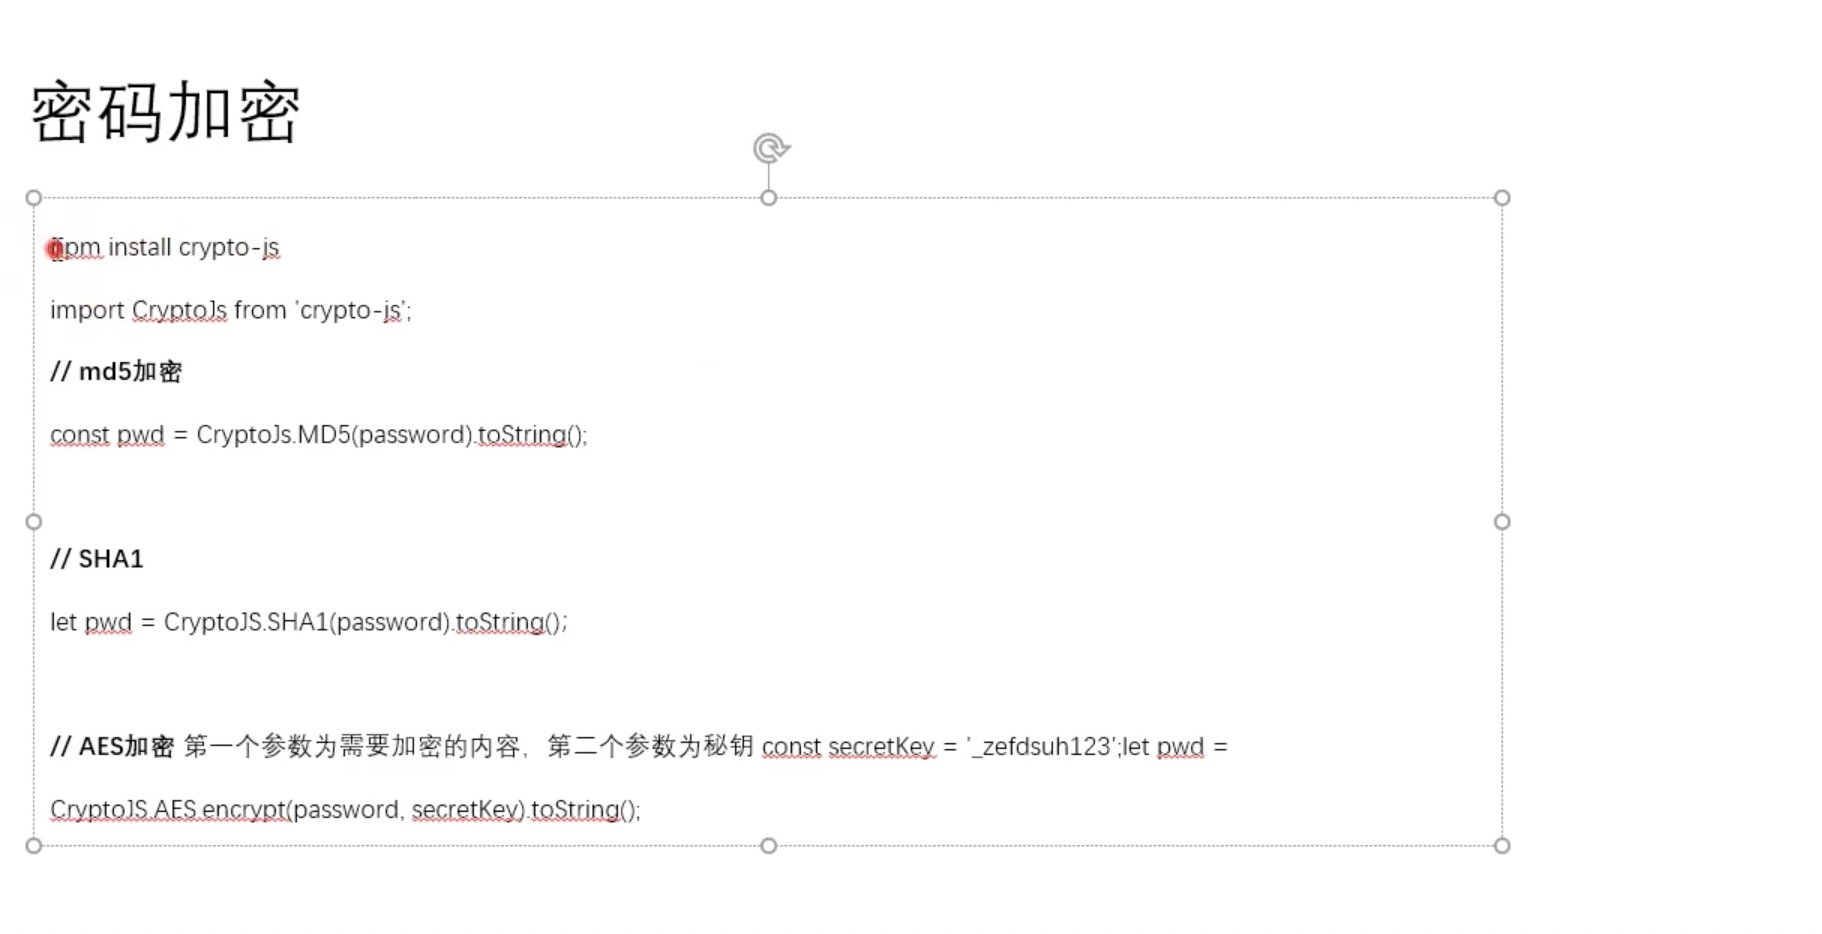 密码加密
npm install crypto-js
import CryptoJs from 'crypto-js';
// md5加密
const pwd = CryptoJs.MD5(password).toString();
// SHA1
let pwd = CryptoJS.SHA1(password).toString();
// AES加密 第一个参数为需要加密的内容，第二个参数为秘钥 const secretKey = '_zefdsuh123';let pwd =
CryptoJS.AES.encrypt(password, secretKey).toString();